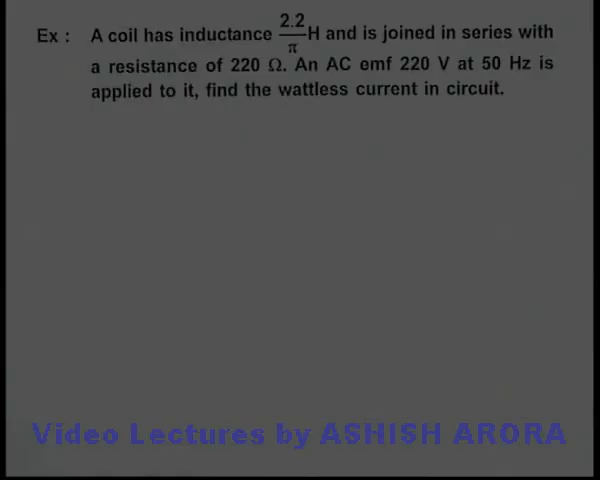 Ex : A coil has inductance 2.2/π H and is joined in series with
a resistance of 220 Ω. An AC emf 220 V at 50 Hz is
applied to it, find the wattless current in circuit.
Video Lectures by ASHISH ARORA